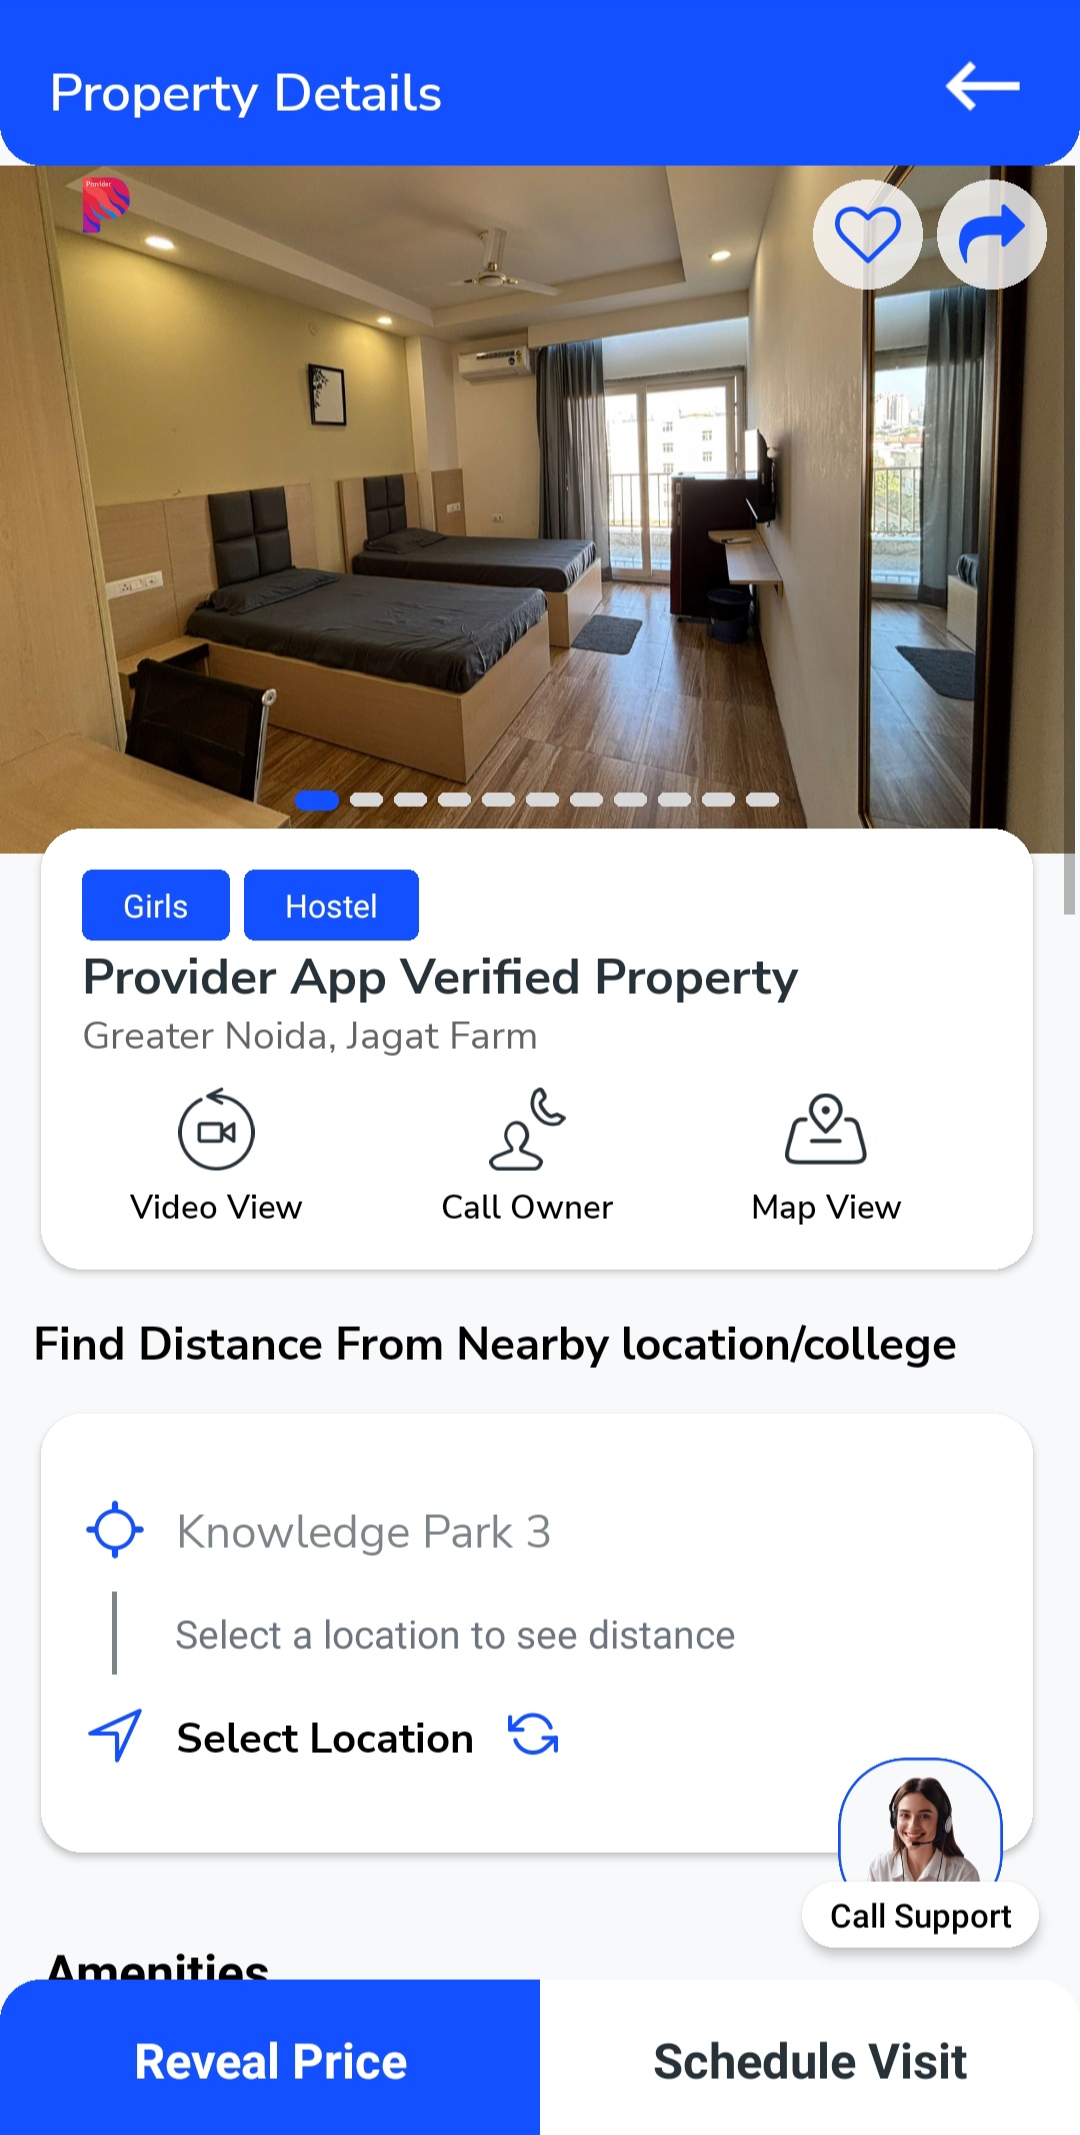 Property Details
Provider
Girls
Hostel
Provider App Verified Property
Greater Noida, Jagat Farm
Video View
Call Owner
Map View
Find Distance From Nearby location/college
Knowledge Park 3
Select a location to see distance
Select Location
Call Support
Amenities
Reveal Price
Schedule Visit